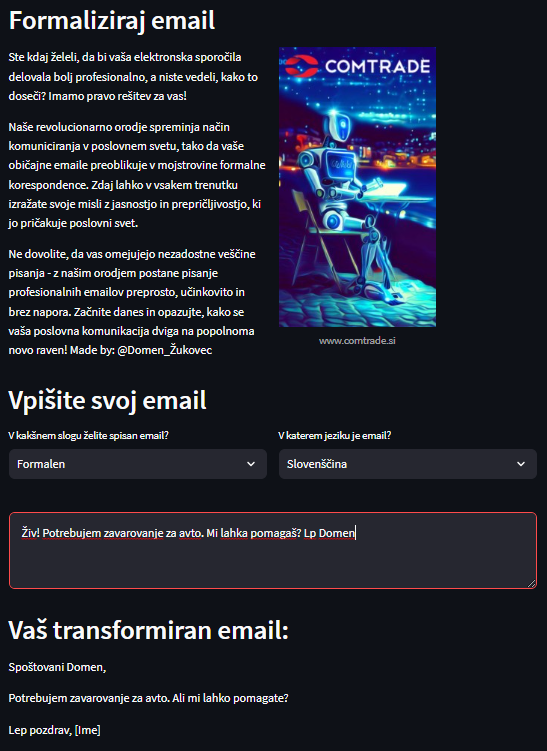 Formaliziraj email
Ste kdaj želeli, da bi vaša elektronska sporočila
delovala bolj profesionalno, a niste vedeli, kako to
doseči? Imamo pravo rešitev za vas!
Naše revolucionarno orodje spreminja način
komuniciranja v poslovnem svetu, tako da vaše
običajne emaile preoblikuje v mojstrovine formalne
korespondence. Zdaj lahko v vsakem trenutku
izražate svoje misli z jasnostjo in prepričljivostjo, ki
jo pričakuje poslovni svet.
Ne dovolite, da vas omejujejo nezadostne veščine
pisanja - z našim orodjem postane pisanje
profesionalnih emailov preprosto, učinkovito in
brez napora. Začnite danes in opazujte, kako se
vaša poslovna komunikacija dviga na popolnoma
novo raven! Made by: @Domen_Žukovec
COMTRADE
www.comtrade.si
Vpišite svoj email
V kakšnem slogu želite spisan email?
Formalen
V katerem jeziku je email?
Slovenščina
Živ! Potrebujem zavarovanje za avto. Mi lahka pomagaš? Lp Domen
Vaš transformiran email:
Spoštovani Domen,
Potrebujem zavarovanje za avto. Ali mi lahko pomagate?
Lep pozdrav, [Ime]